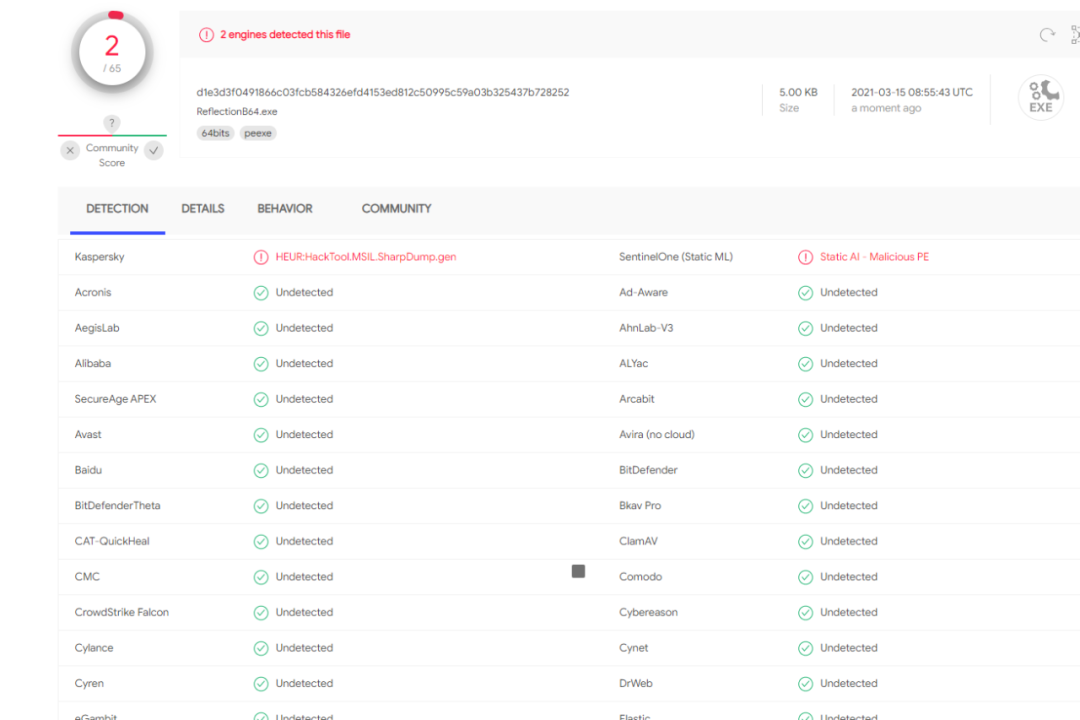 2
/ 65
2 engines detected this file
d1e3d3f0491866c03fcb584326efd4153ed812c50995c59a03b325437b728252
ReflectionB64.exe
64bits peexe
5.00 KB
Size
2021-03-15 08:55:43 UTC
a moment ago
EXE
?
Community
Score
DETECTION DETAILS BEHAVIOR COMMUNITY
Kaspersky HEUR:HackTool.MSIL.SharpDump.gen SentinelOne (Static ML) Static AI - Malicious PE
Acronis Undetected Ad-Aware Undetected
AegisLab Undetected AhnLab-V3 Undetected
Alibaba Undetected ALYac Undetected
SecureAge APEX Undetected Arcabit Undetected
Avast Undetected Avira (no cloud) Undetected
Baidu Undetected BitDefender Undetected
BitDefenderTheta Undetected Bkav Pro Undetected
CAT-QuickHeal Undetected ClamAV Undetected
CMC Undetected Comodo Undetected
CrowdStrike Falcon Undetected Cybereason Undetected
Cylance Undetected Cynet Undetected
Cyren Undetected DrWeb Undetected
eGambit Undetected Elastic Undetected